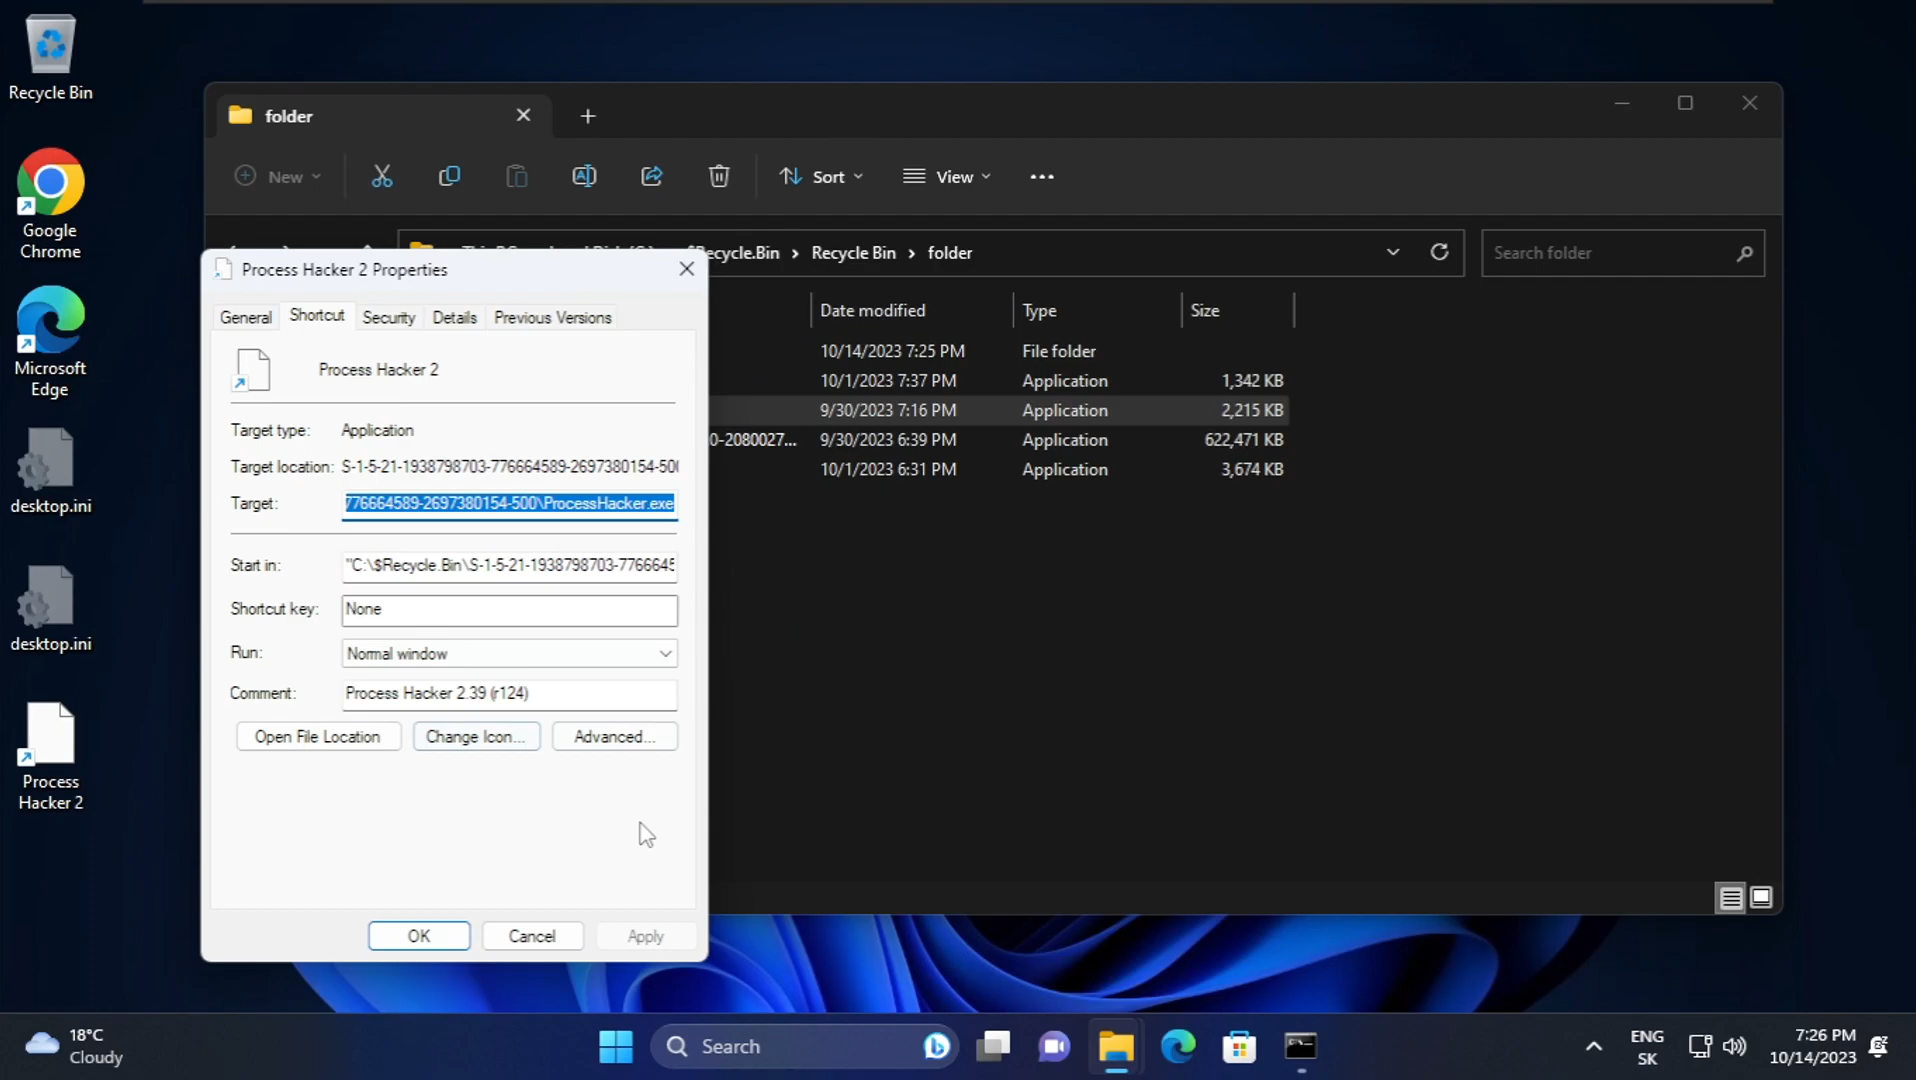 Recycle Bin
Google
Chrome
Microsoft
Edge
desktop.ini
desktop.ini
Process
Hacker 2
folder
New
Sort
View
$Recycle.Bin
Recycle Bin
folder
Search folder
Date modified
Type
Size
10/14/2023 7:25 PM
File folder
10/1/2023 7:37 PM
Application
1,342 KB
9/30/2023 7:16 PM
Application
2,215 KB
0-2080027...
9/30/2023 6:39 PM
Application
622,471 KB
10/1/2023 6:31 PM
Application
3,674 KB
Process Hacker 2 Properties
General
Shortcut
Security
Details
Previous Versions
Process Hacker 2
Target type:
Application
Target location:
S-1-5-21-1938798703-776664589-2697380154-500
Target:
776664589-2697380154-500\ProcessHacker.exe
Start in:
"C:\$Recycle.Bin\S-1-5-21-1938798703-7766645
Shortcut key:
None
Run:
Normal window
Comment:
Process Hacker 2.39 (r124)
Open File Location
Change Icon...
Advanced...
OK
Cancel
Apply
18°C
Cloudy
Search
ENG
SK
7:26 PM
10/14/2023